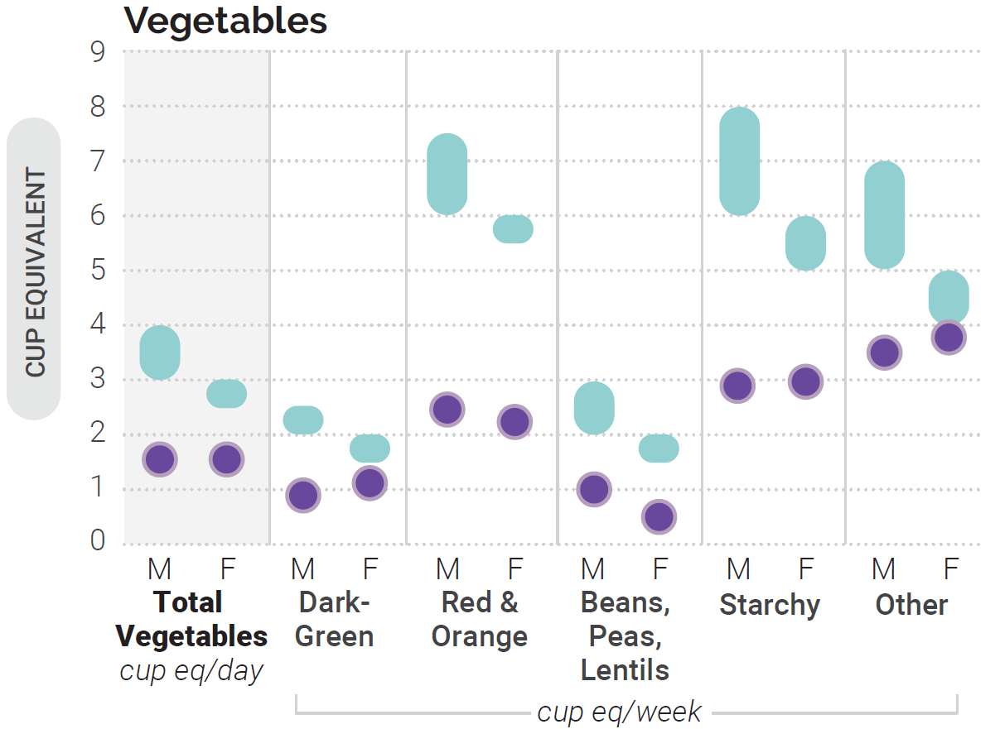 Vegetables
CUP EQUIVALENT
9
8
7
6
5
4
3
2
1
0
M F M F M F M F M F M F
Total
Vegetables
cup eq/day
Dark-
Green
Red &
Orange
Beans,
Peas,
Lentils
Starchy
Other
cup eq/week